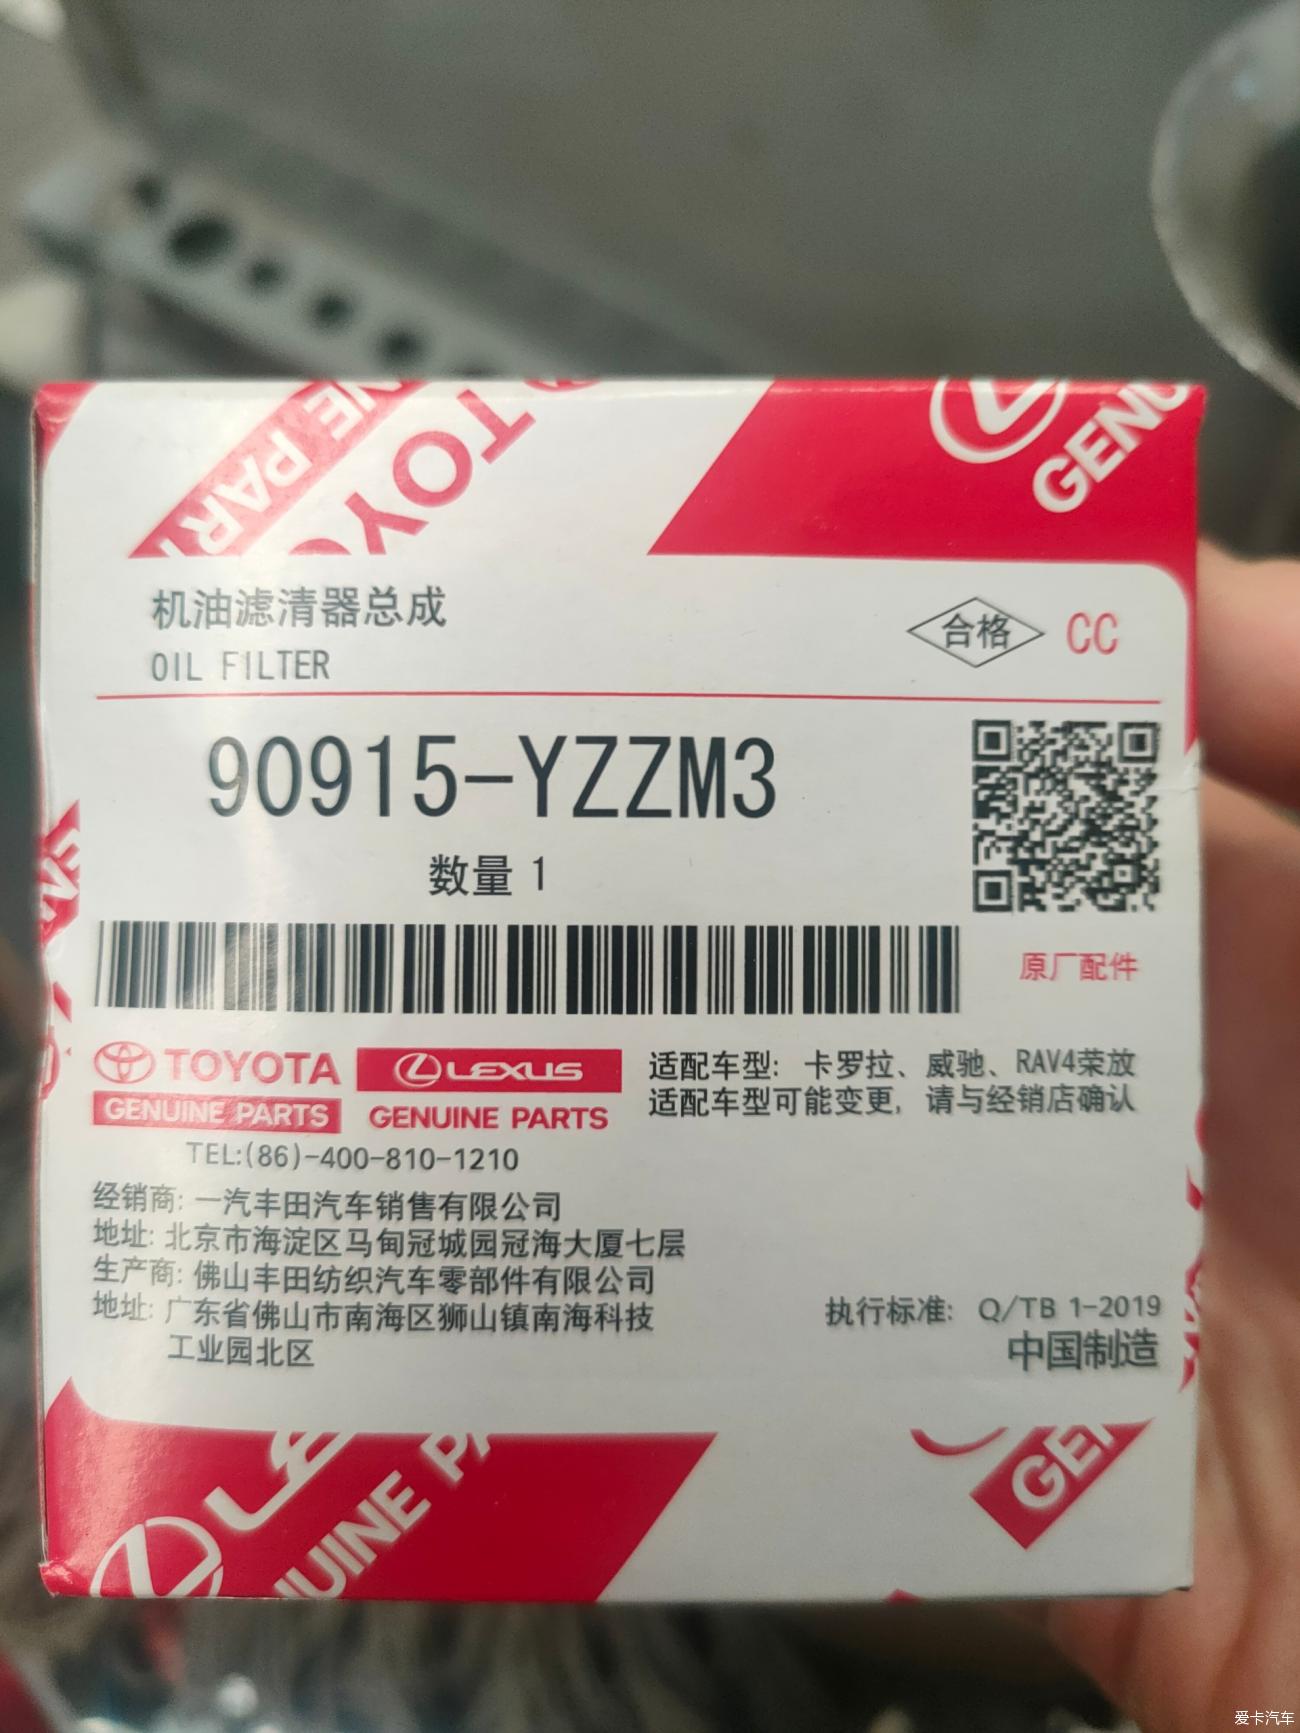 TOYO
NE PAR
GENU
机油滤清器总成
OIL FILTER
合格 CC
90915-YZZM3
数量 1
原厂配件
TOYOTA
GENUINE PARTS
LEXUS
GENUINE PARTS
适配车型: 卡罗拉、威驰、RAV4荣放
适配车型可能变更, 请与经销店确认
TEL:(86)-400-810-1210
经销商: 一汽丰田汽车销售有限公司
地址: 北京市海淀区马甸冠城园冠海大厦七层
生产商: 佛山丰田纺织汽车零部件有限公司
地址: 广东省佛山市南海区狮山镇南海科技
工业园北区
执行标准: Q/TB 1-2019
中国制造
LE
UINE PA
GEN
爱卡汽车